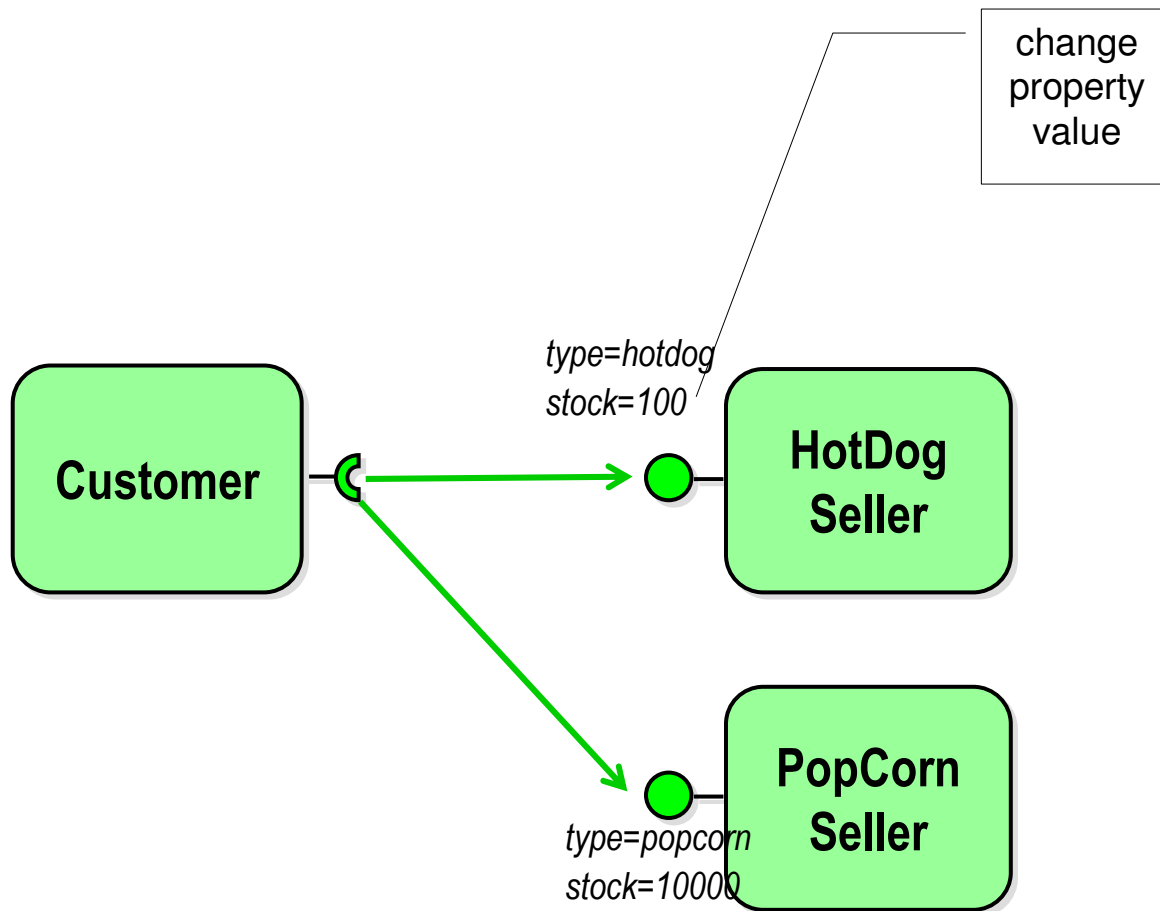 change
property
value
type=hotdog
stock=100
Customer
HotDog
Seller
PopCorn
Seller
type=popcorn
stock=10000